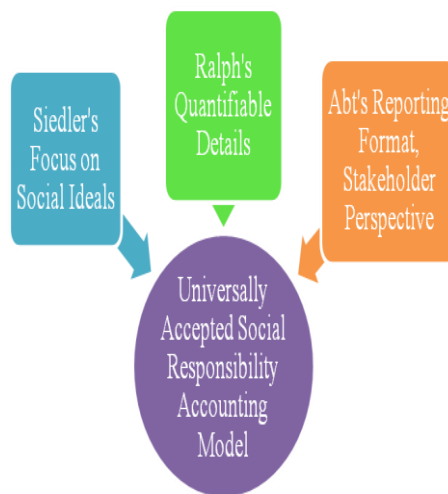 Siedler's
Focus on
Social Ideals
Ralph's
Quantifiable
Details
Abt's Reporting
Format,
Stakeholder
Perspective
Universally
Accepted Social
Responsibility
Accounting
Model